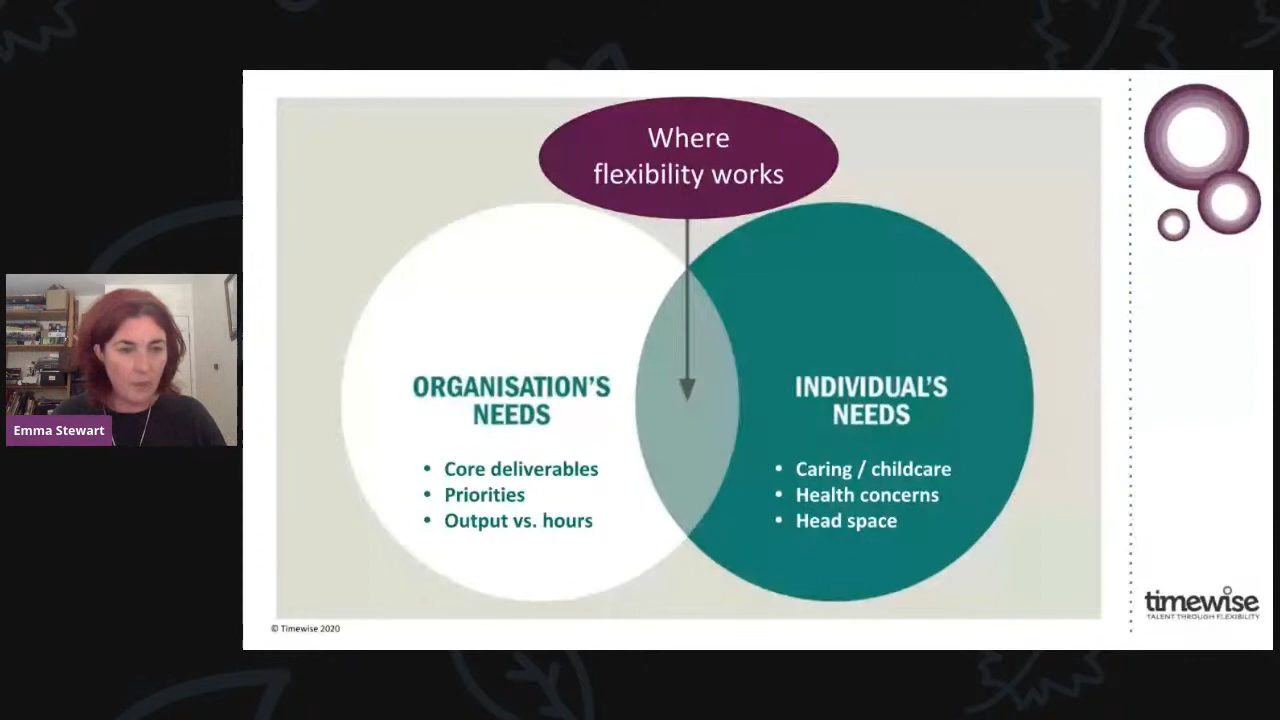 Where
flexibility works
ORGANISATION'S
NEEDS
• Core deliverables
• Priorities
• Output vs. hours
INDIVIDUAL'S
NEEDS
• Caring / childcare
• Health concerns
• Head space
Emma Stewart
timewise
TALENT THROUGH FLEXIBILITY
© Timewise 2020